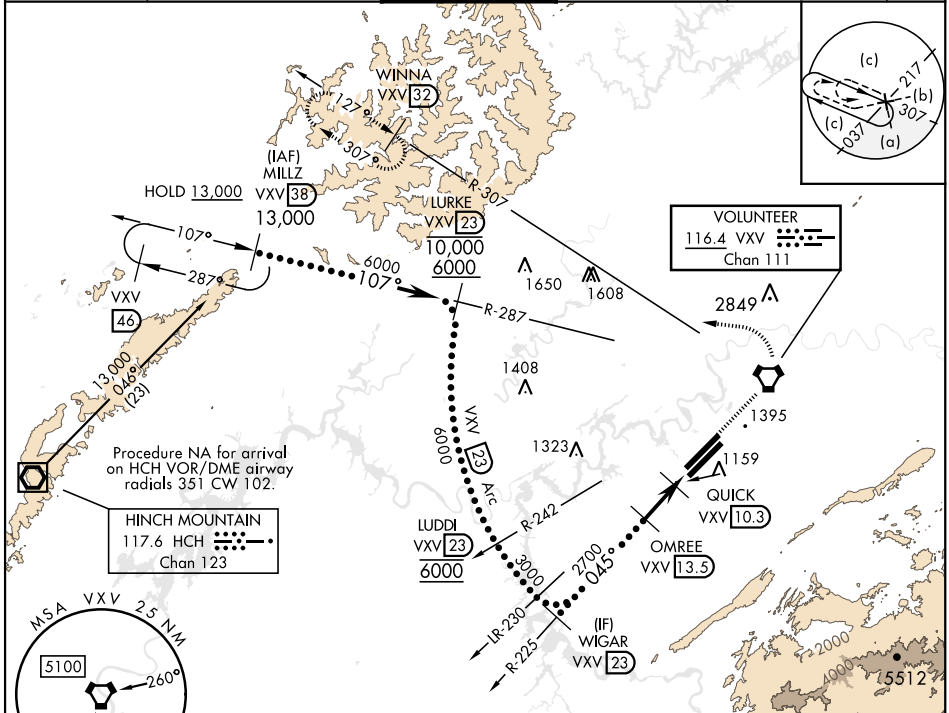 WINNA
VXV 32
127°
307°
(IAF)
MILLZ
VXV 38
13,000
HOLD 13,000
LURKE
VXV 23
10,000
6000
R-307
107°
287°
VXV
46
6000
107°
R-287
1650
1608
VOLUNTEER
116.4 VXV
Chan 111
2849
(c)
217
(b)
307
(c)
037
(a)
13,000
046°
(23)
1408
VXV
23
Arc
6000
1323
1395
1159
Procedure NA for arrival
on HCH VOR/DME airway
radials 351 CW 102.
HINCH MOUNTAIN
117.6 HCH
Chan 123
R-242
LUDDI
VXV 23
6000
QUICK
VXV 10.3
OMREE
VXV 13.5
3000
2700
045°
LR-230
R-225
(IF)
WIGAR
VXV 23
MSA VXV 25 NM
5100
260°
2000
4000
5512